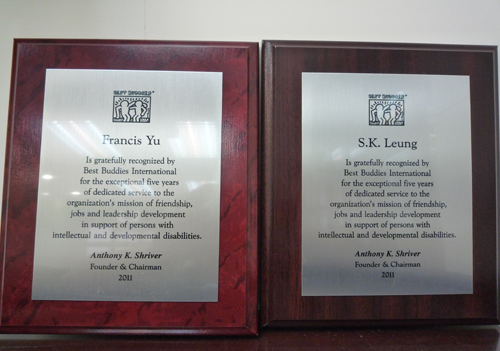 BEST BUDDIES
Francis Yu
Is gratefully recognized by
Best Buddies International
for the exceptional five years
of dedicated service to the
organization's mission of friendship,
jobs and leadership development
in support of persons with
intellectual and developmental disabilities.
Anthony K. Shriver
Founder & Chairman
2011
BEST BUDDIES
S.K. Leung
Is gratefully recognized by
Best Buddies International
for the exceptional five years
of dedicated service to the
organization's mission of friendship,
jobs and leadership development
in support of persons with
intellectual and developmental disabilities.
Anthony K. Shriver
Founder & Chairman
2011